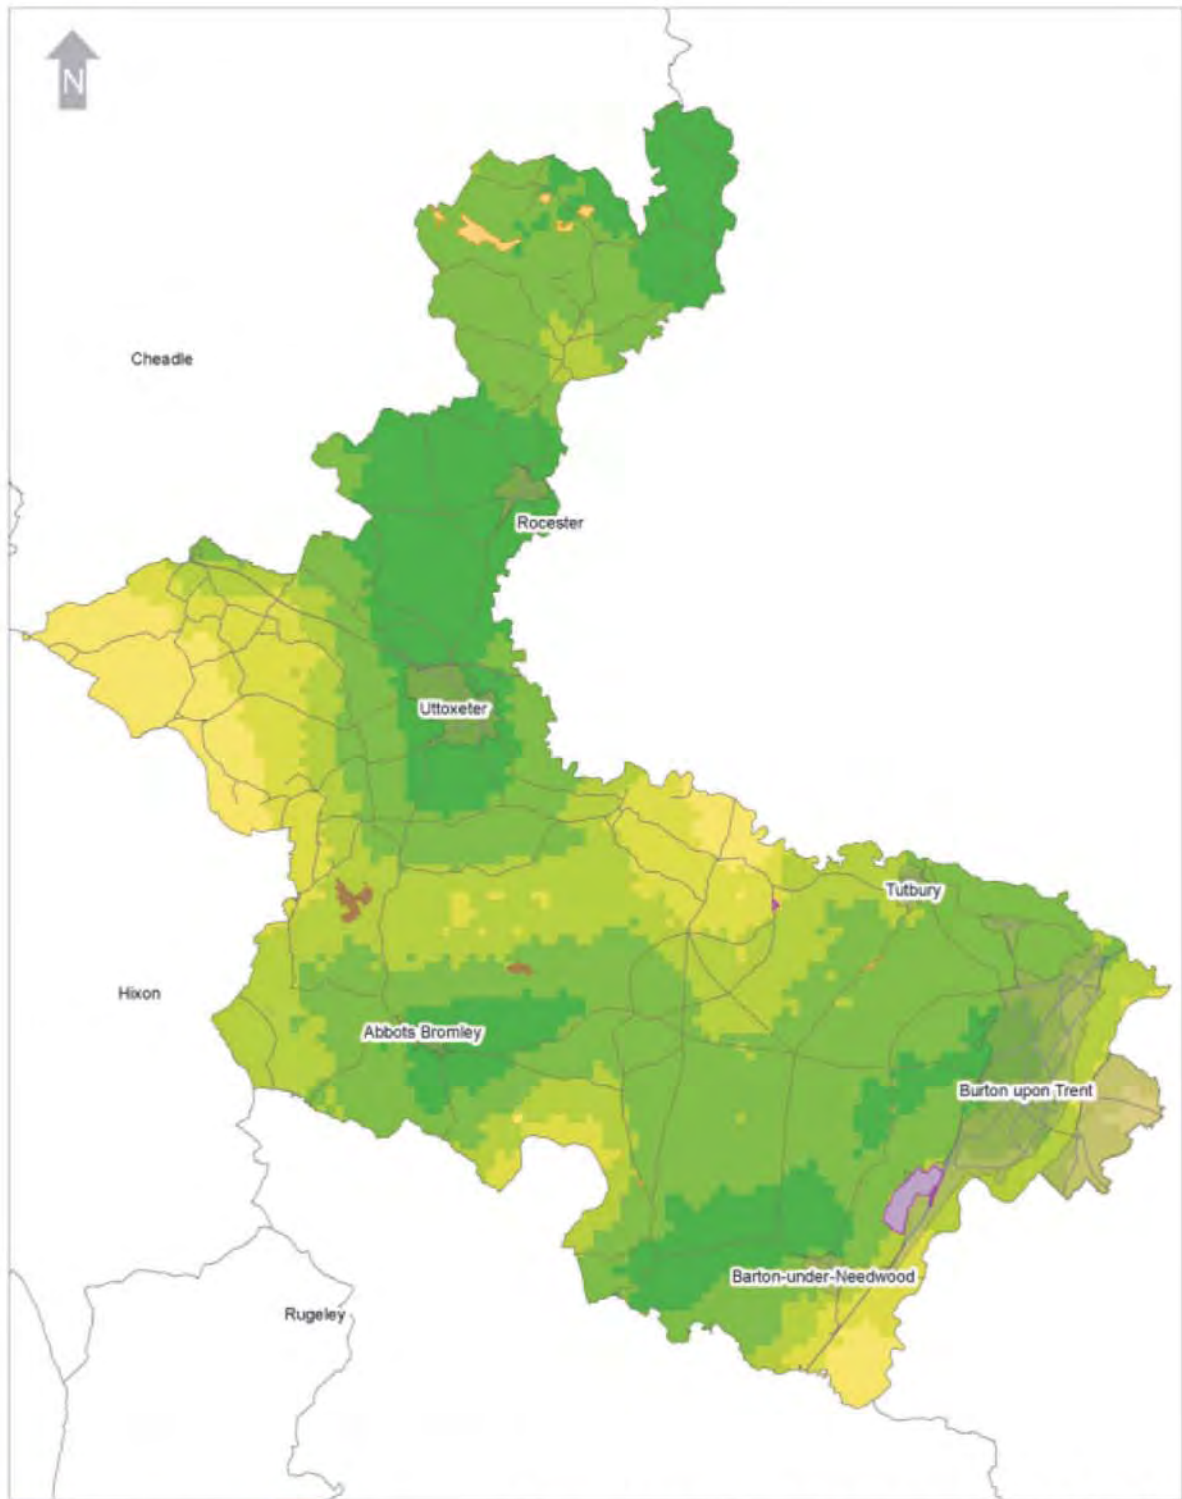 N
Cheadle
Rocester
Uttoxeter
Tutbury
Hixon
Abbots Bromley
Burton upon Trent
Barton-under-Needwood
Rugeley